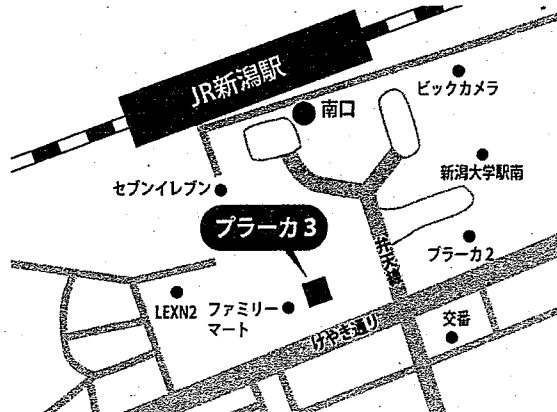 JR新潟駅
南口
ビックカメラ
新潟大学駅南
セブンイレブン
プラーカ3
弁天線
プラーカ2
LEXN2
ファミリー
マート
けやき通り
交番